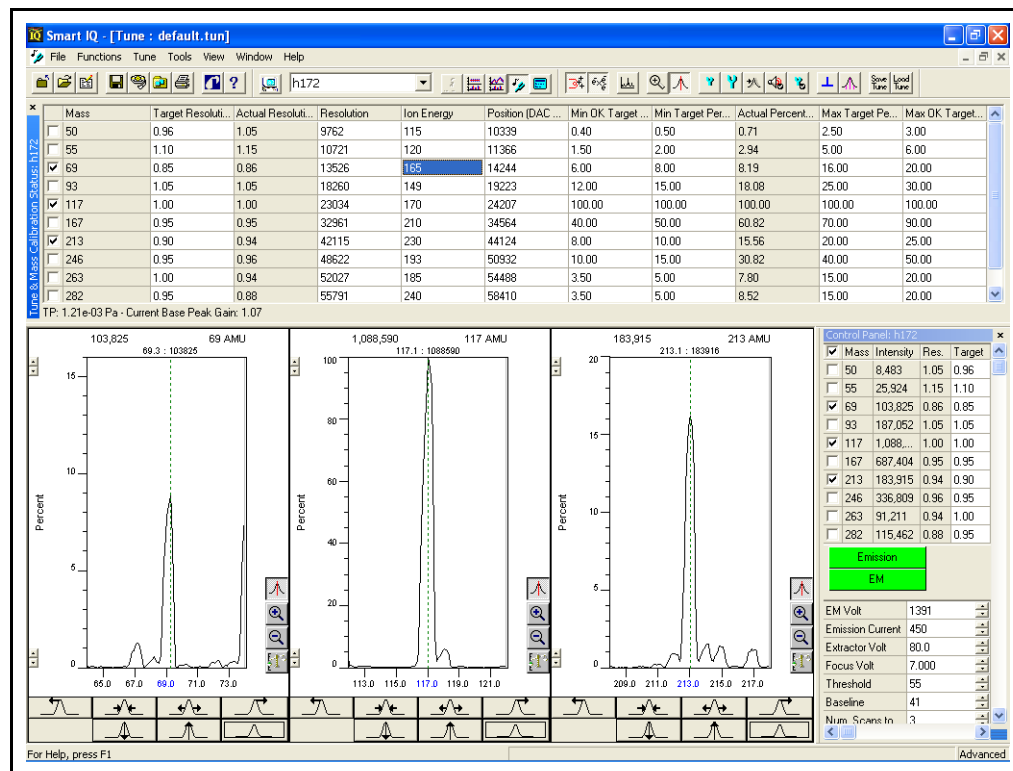 Smart IQ - [Tune : default.tun]
File Functions Tune Tools View Window Help
h172
Save Tune Load Tune
Mass Target Resoluti... Actual Resoluti... Resolution Ion Energy Position (DAC ... Min OK Target ... Min Target Per... Actual Percent... Max Target Pe... Max OK Target...
50 0.96 1.05 9762 115 10339 0.40 0.50 0.71 2.50 3.00
55 1.10 1.15 10721 120 11366 1.50 2.00 2.94 5.00 6.00
69 0.85 0.86 13526 165 14244 6.00 8.00 8.19 16.00 20.00
93 1.05 1.05 18260 149 19223 12.00 15.00 18.08 25.00 30.00
117 1.00 1.00 23034 170 24207 100.00 100.00 100.00 100.00 100.00
167 0.95 0.95 32961 210 34564 40.00 50.00 60.82 70.00 90.00
213 0.90 0.94 42115 230 44124 8.00 10.00 15.56 20.00 25.00
246 0.95 0.96 48622 193 50932 10.00 15.00 30.82 40.00 50.00
263 1.00 0.94 52027 185 54488 3.50 5.00 7.80 15.00 20.00
282 0.95 0.88 55791 240 58410 3.50 5.00 8.52 15.00 20.00
Tune & Mass Calibration Status: h172
TP: 1.21e-03 Pa - Current Base Peak Gain: 1.07
103,825 69 AMU
69.3 : 103825
15
10
5
0
Percent
65.0 67.0 69.0 71.0 73.0
1,088,590 117 AMU
117.1 : 1088590
100
80
60
40
20
0
Percent
113.0 115.0 117.0 119.0 121.0
183,915 213 AMU
213.1 : 183916
20
15
10
5
0
Percent
209.0 211.0 213.0 215.0 217.0
Control Panel: h172
Mass Intensity Res. Target
50 8,483 1.05 0.96
55 25,924 1.15 1.10
69 103,825 0.86 0.85
93 187,052 1.05 1.05
117 1,088,... 1.00 1.00
167 687,404 0.95 0.95
213 183,915 0.94 0.90
246 336,809 0.96 0.95
263 91,211 0.94 1.00
282 115,462 0.88 0.95
Emission
EM
EM Volt 1391
Emission Current 450
Extractor Volt 80.0
Focus Volt 7.000
Threshold 55
Baseline 41
Num. Scans to 3
For Help, press F1
Advanced